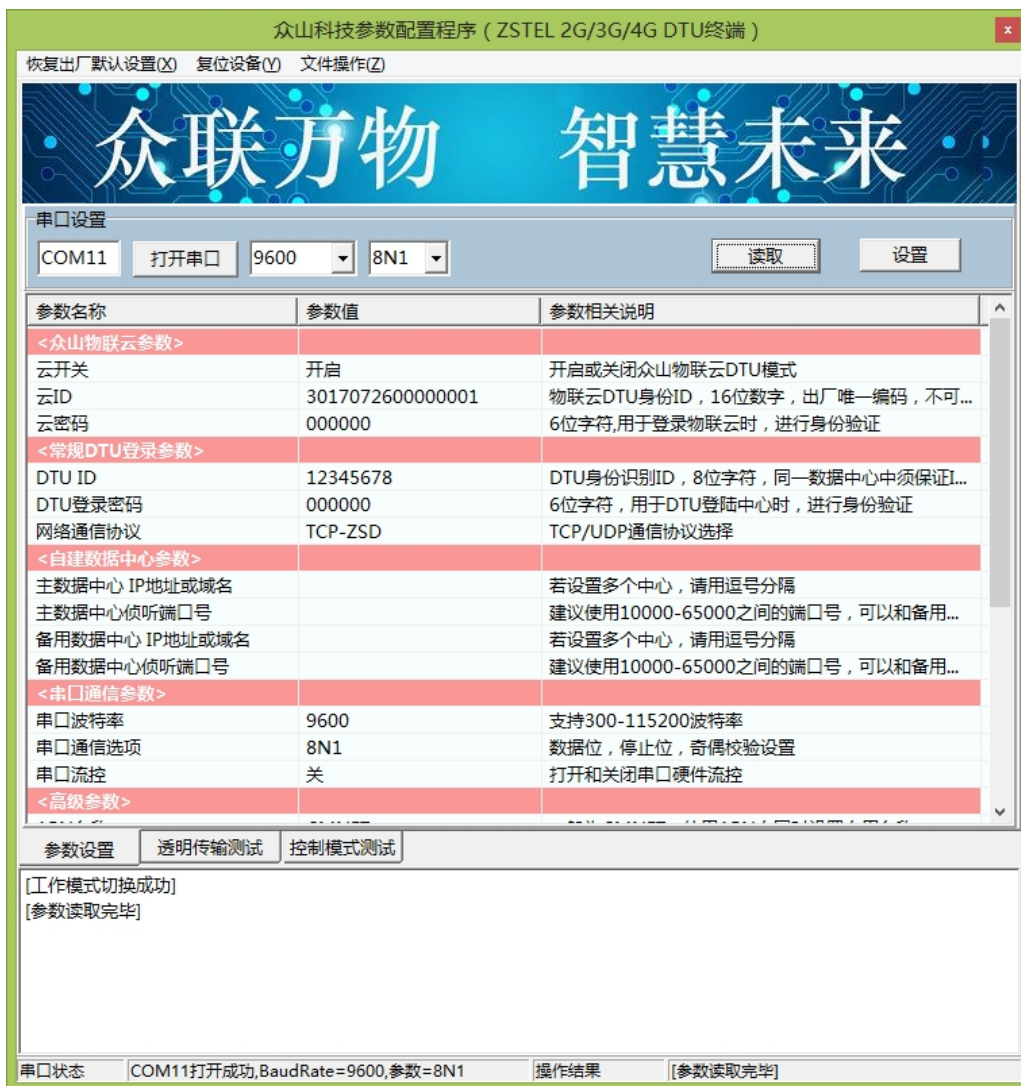 众山科技参数配置程序（ZSTEL 2G/3G/4G DTU终端）
x
恢复出厂默认设置(X) 复位设备(Y) 文件操作(Z)
众联万物 智慧未来
串口设置
COM11 打开串口 9600 8N1 读取 设置
参数名称 参数值 参数相关说明
<众山物联云参数>
云开关 开启 开启或关闭众山物联云DTU模式
云ID 3017072600000001 物联云DTU身份ID，16位数字，出厂唯一编码，不可...
云密码 000000 6位字符,用于登录物联云时，进行身份验证
<常规DTU登录参数>
DTU ID 12345678 DTU身份识别ID，8位字符，同一数据中心中须保证I...
DTU登录密码 000000 6位字符，用于DTU登陆中心时，进行身份验证
网络通信协议 TCP-ZSD TCP/UDP通信协议选择
<自建数据中心参数>
主数据中心 IP地址或域名 若设置多个中心，请用逗号分隔
主数据中心侦听端口号 建议使用10000-65000之间的端口号，可以和备用...
备用数据中心 IP地址或域名 若设置多个中心，请用逗号分隔
备用数据中心侦听端口号 建议使用10000-65000之间的端口号，可以和备用...
<串口通信参数>
串口波特率 9600 支持300-115200波特率
串口通信选项 8N1 数据位，停止位，奇偶校验设置
串口流控 关 打开和关闭串口硬件流控
<高级参数>
参数设置 透明传输测试 控制模式测试
[工作模式切换成功]
[参数读取完毕]
串口状态 COM11打开成功,BaudRate=9600,参数=8N1 操作结果 [参数读取完毕]